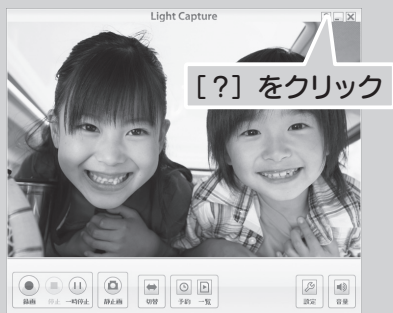 Light Capture
[?] をクリック
録画 停止 一時停止 静止画 切替 予約 一覧 設定 音量